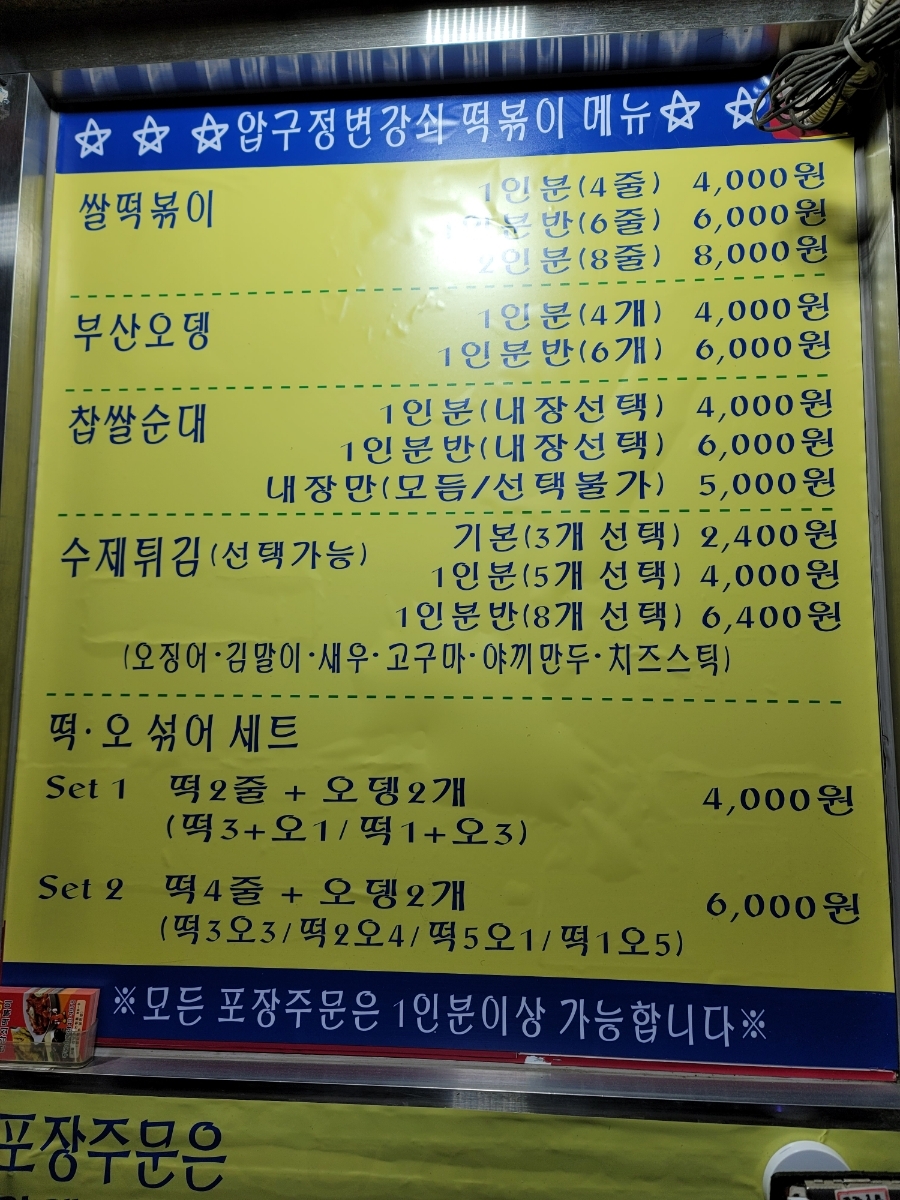 ☆ ☆ ☆압구정변강쇠 떡볶이 메뉴☆ ☆
쌀떡볶이 1인분(4줄) 4,000원
1인분반(6줄) 6,000원
2인분(8줄) 8,000원
부산오뎅 1인분(4개) 4,000원
1인분반(6개) 6,000원
찹쌀순대 1인분(내장선택) 4,000원
1인분반(내장선택) 6,000원
내장만(모듬/선택불가) 5,000원
수제튀김(선택가능) 기본(3개 선택) 2,400원
1인분(5개 선택) 4,000원
1인분반(8개 선택) 6,400원
(오징어·김말이·새우·고구마·야끼만두·치즈스틱)
떡·오 섞어 세트
Set 1 떡2줄 + 오뎅2개 4,000원
(떡3+오1/떡1+오3)
Set 2 떡4줄 + 오뎅2개 6,000원
(떡3오3/떡2오4/떡5오1/떡1오5)
※모든 포장주문은 1인분이상 가능합니다※
포장주문은